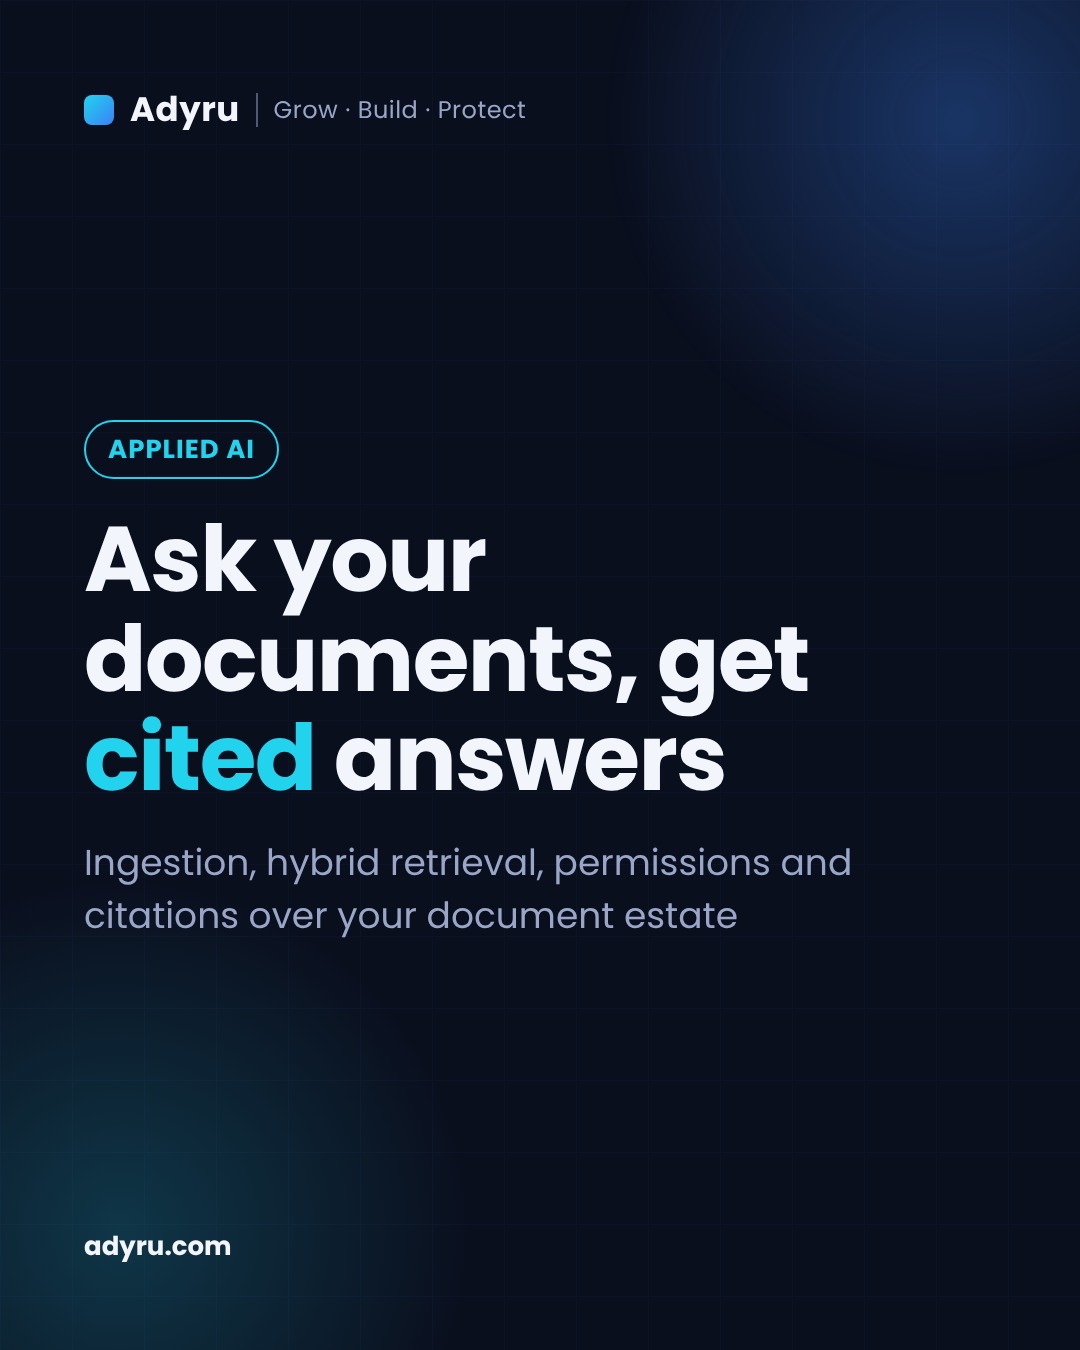 Adyru | Grow · Build · Protect
APPLIED AI
Ask your
documents, get
cited answers
Ingestion, hybrid retrieval, permissions and
citations over your document estate
adyru.com